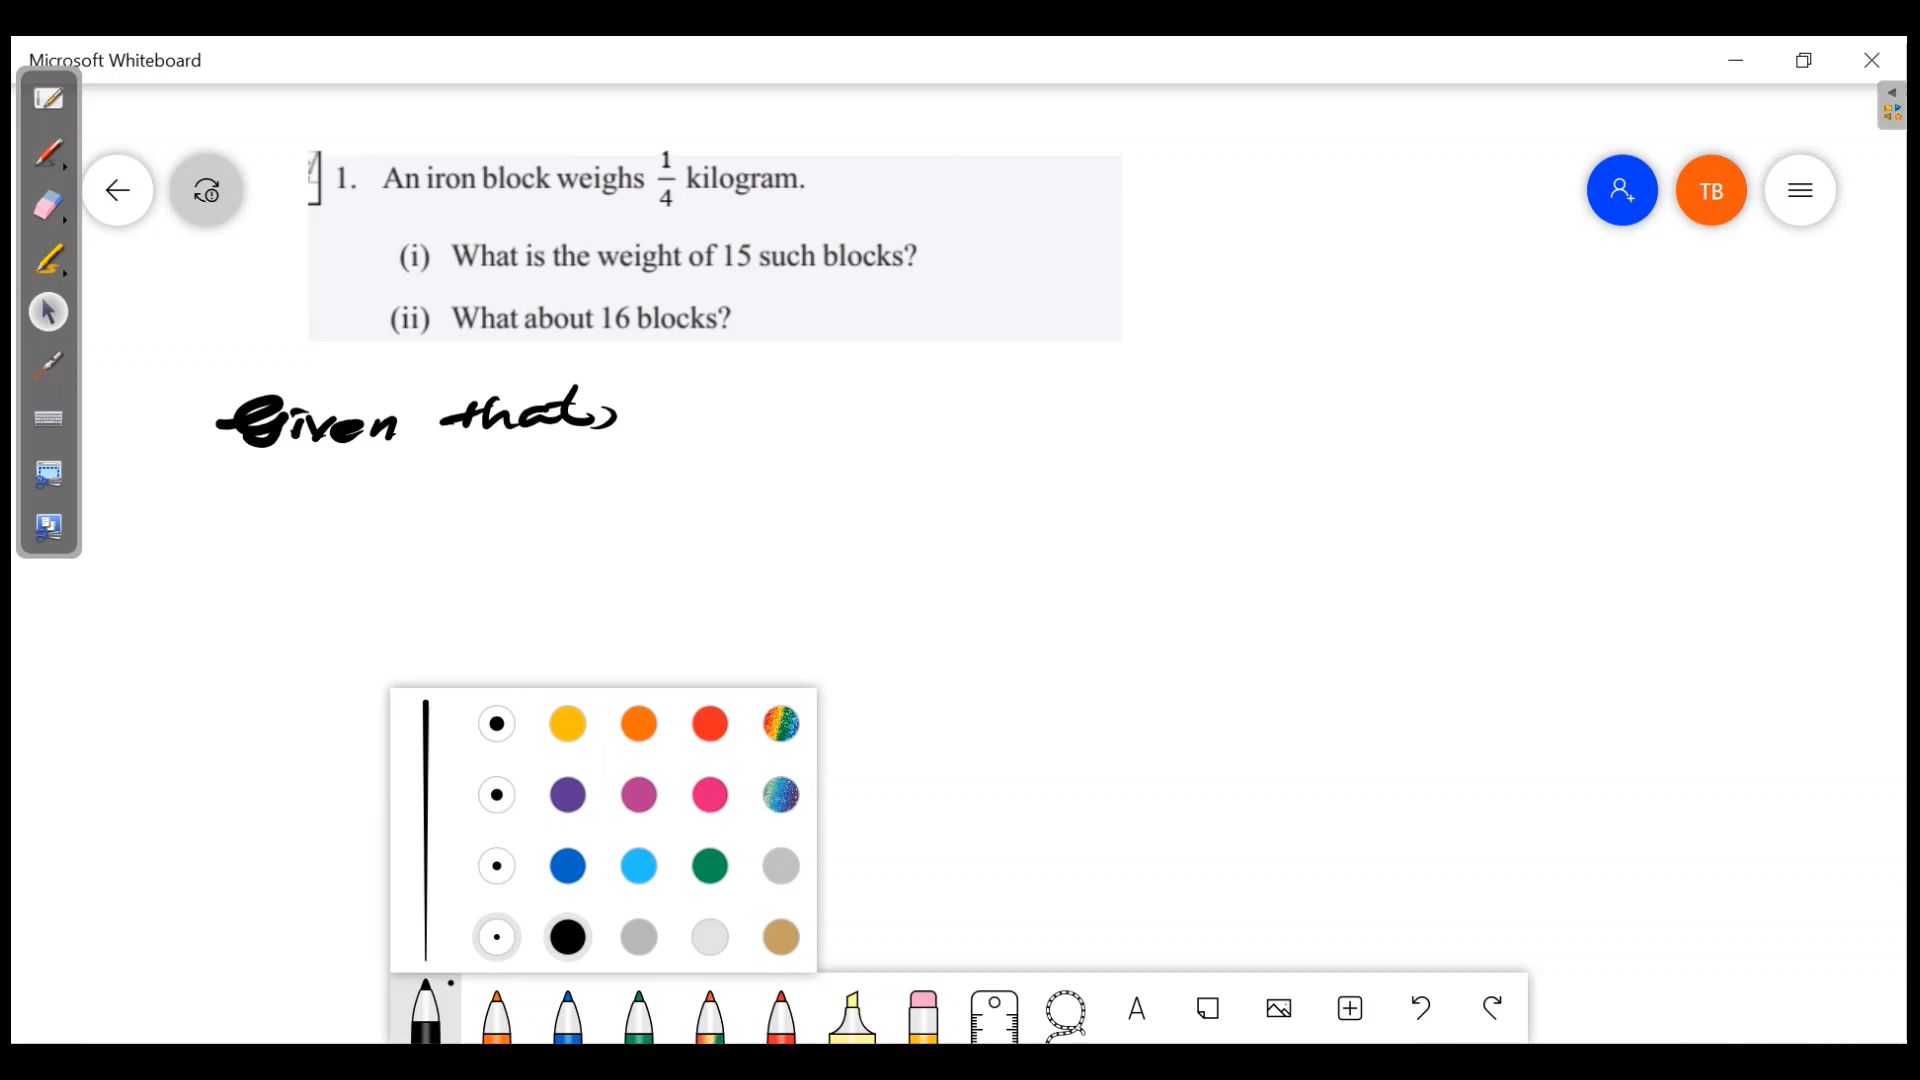 Microsoft Whiteboard
TB
1. An iron block weighs 1/4 kilogram.
(i) What is the weight of 15 such blocks?
(ii) What about 16 blocks?
Given that,
A